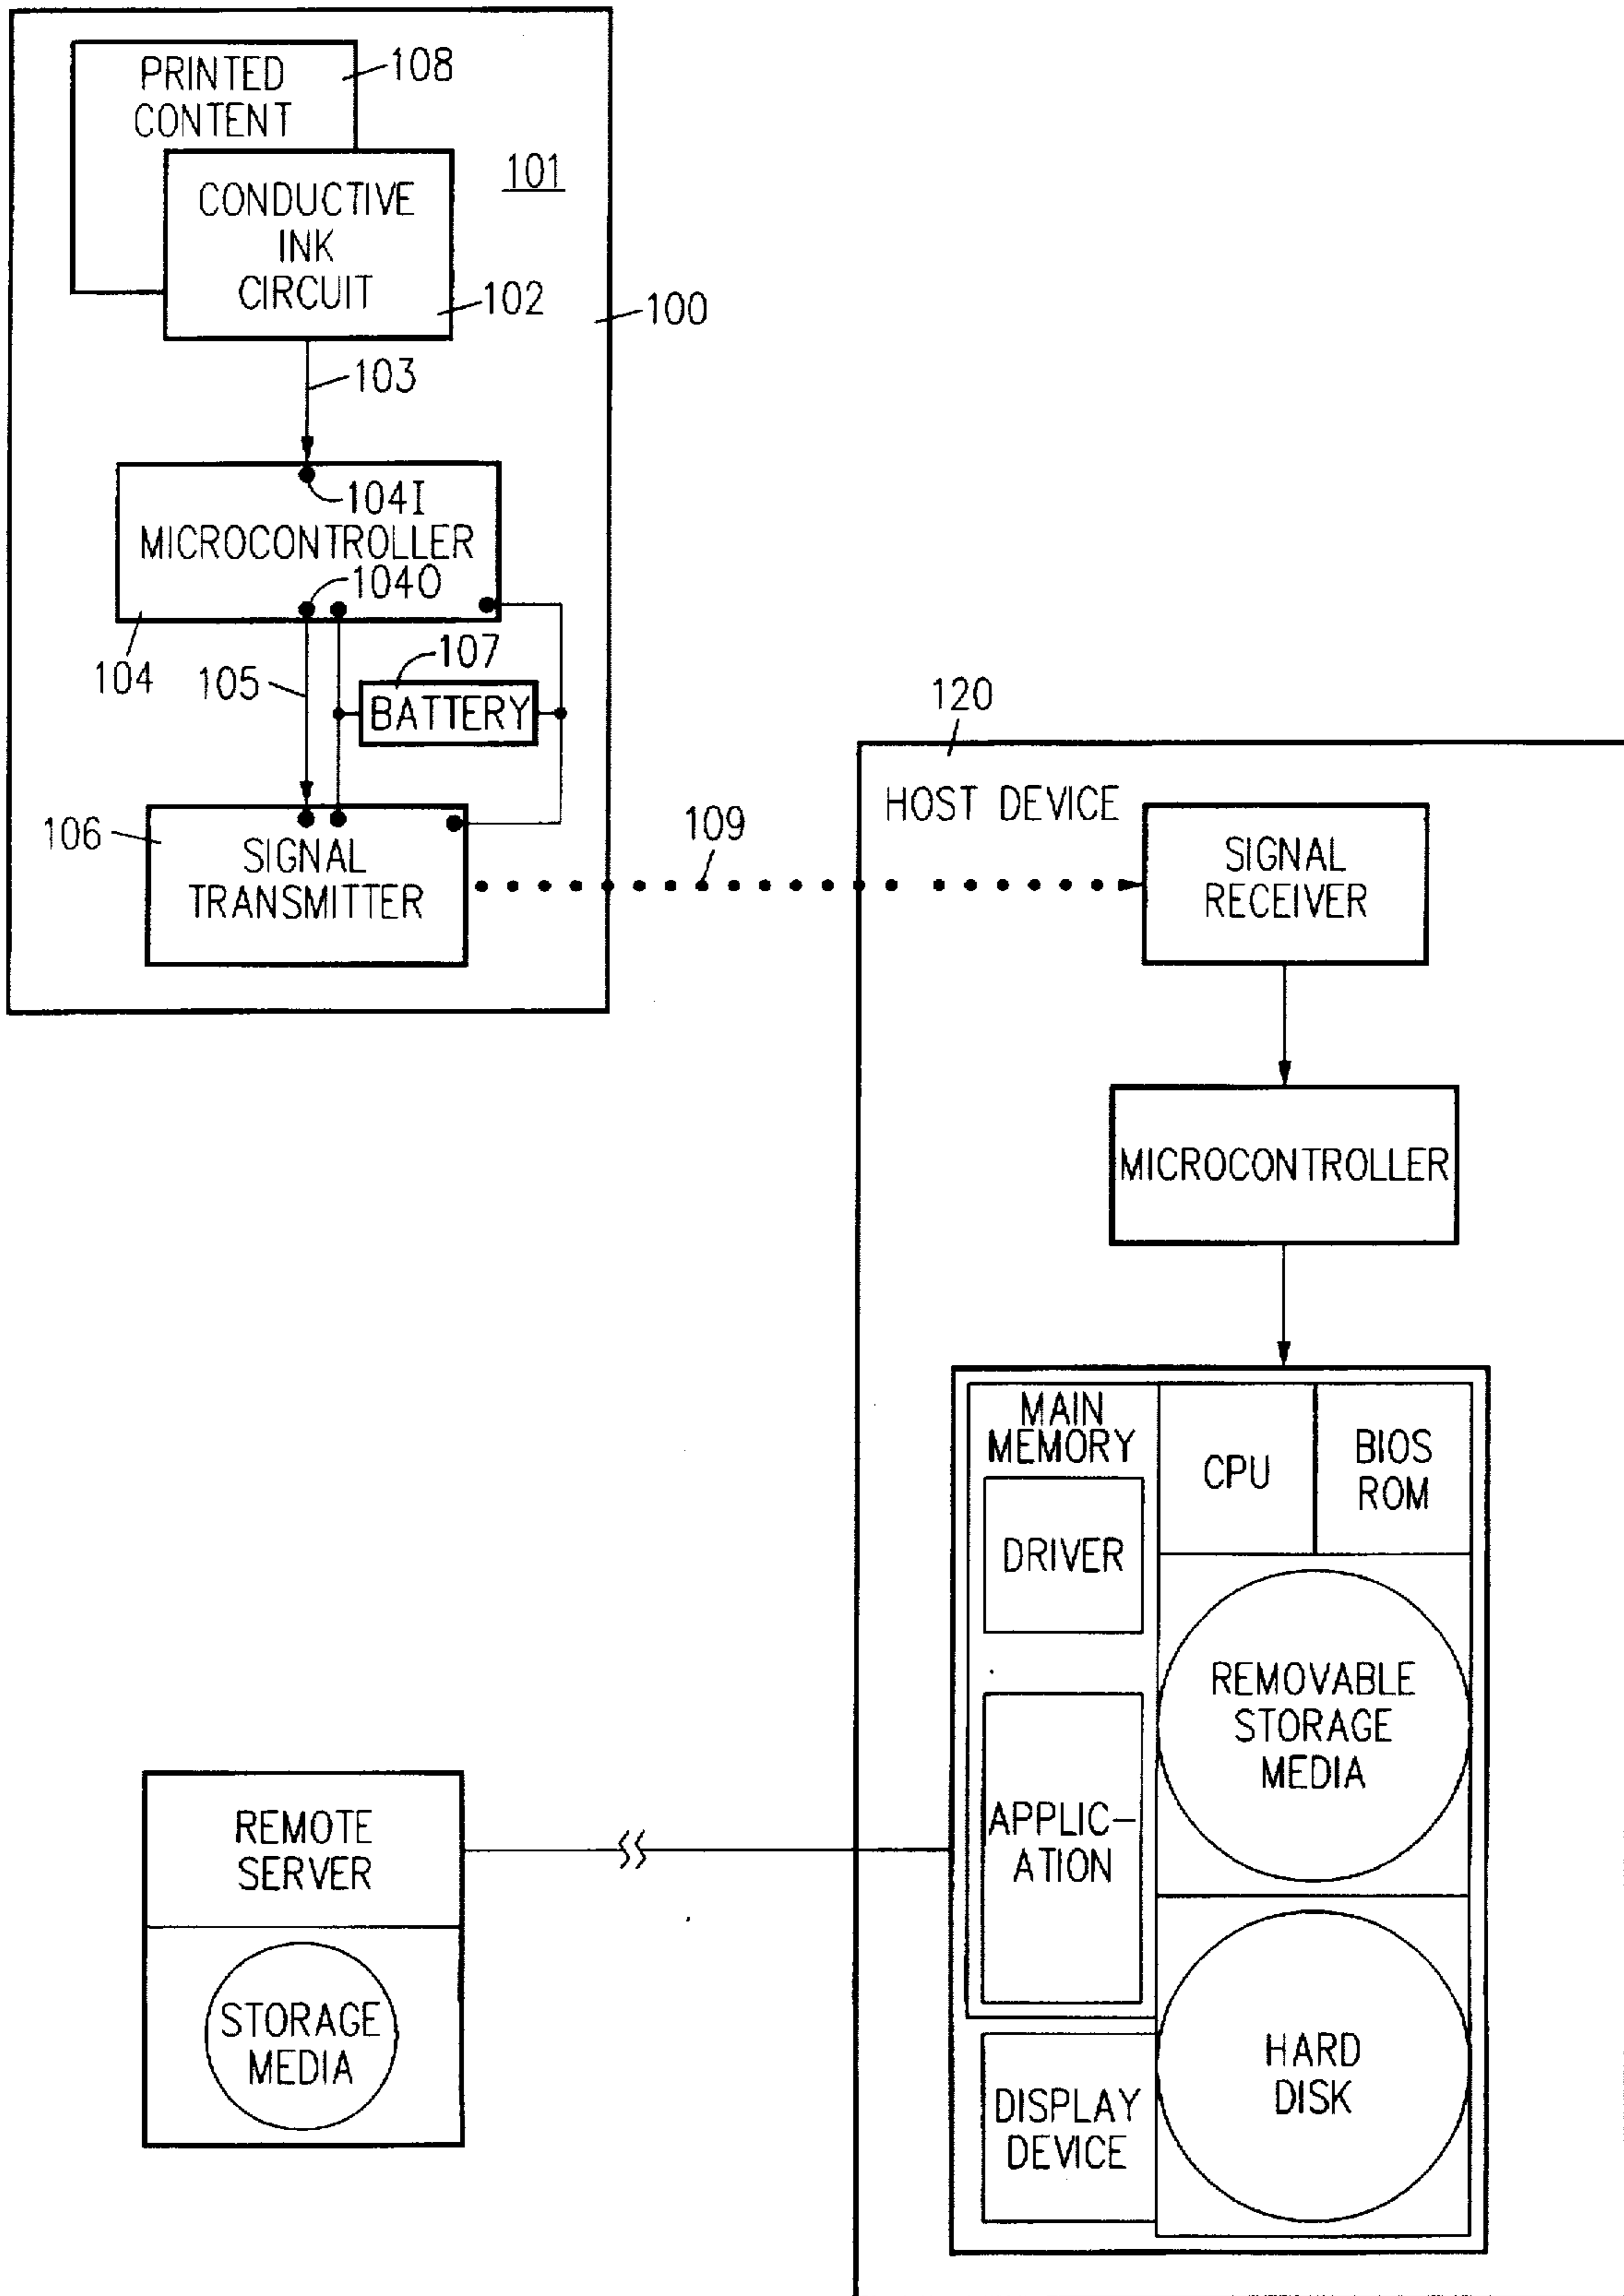 PRINTED
CONTENT
108
101
CONDUCTIVE
INK
CIRCUIT
102
100
103
104I
MICROCONTROLLER
104O
104
105
107
BATTERY
106
SIGNAL
TRANSMITTER
109
120
HOST DEVICE
SIGNAL
RECEIVER
MICROCONTROLLER
MAIN
MEMORY
CPU
BIOS
ROM
DRIVER
REMOVABLE
STORAGE
MEDIA
APPLIC-
ATION
REMOTE
SERVER
STORAGE
MEDIA
HARD
DISK
DISPLAY
DEVICE